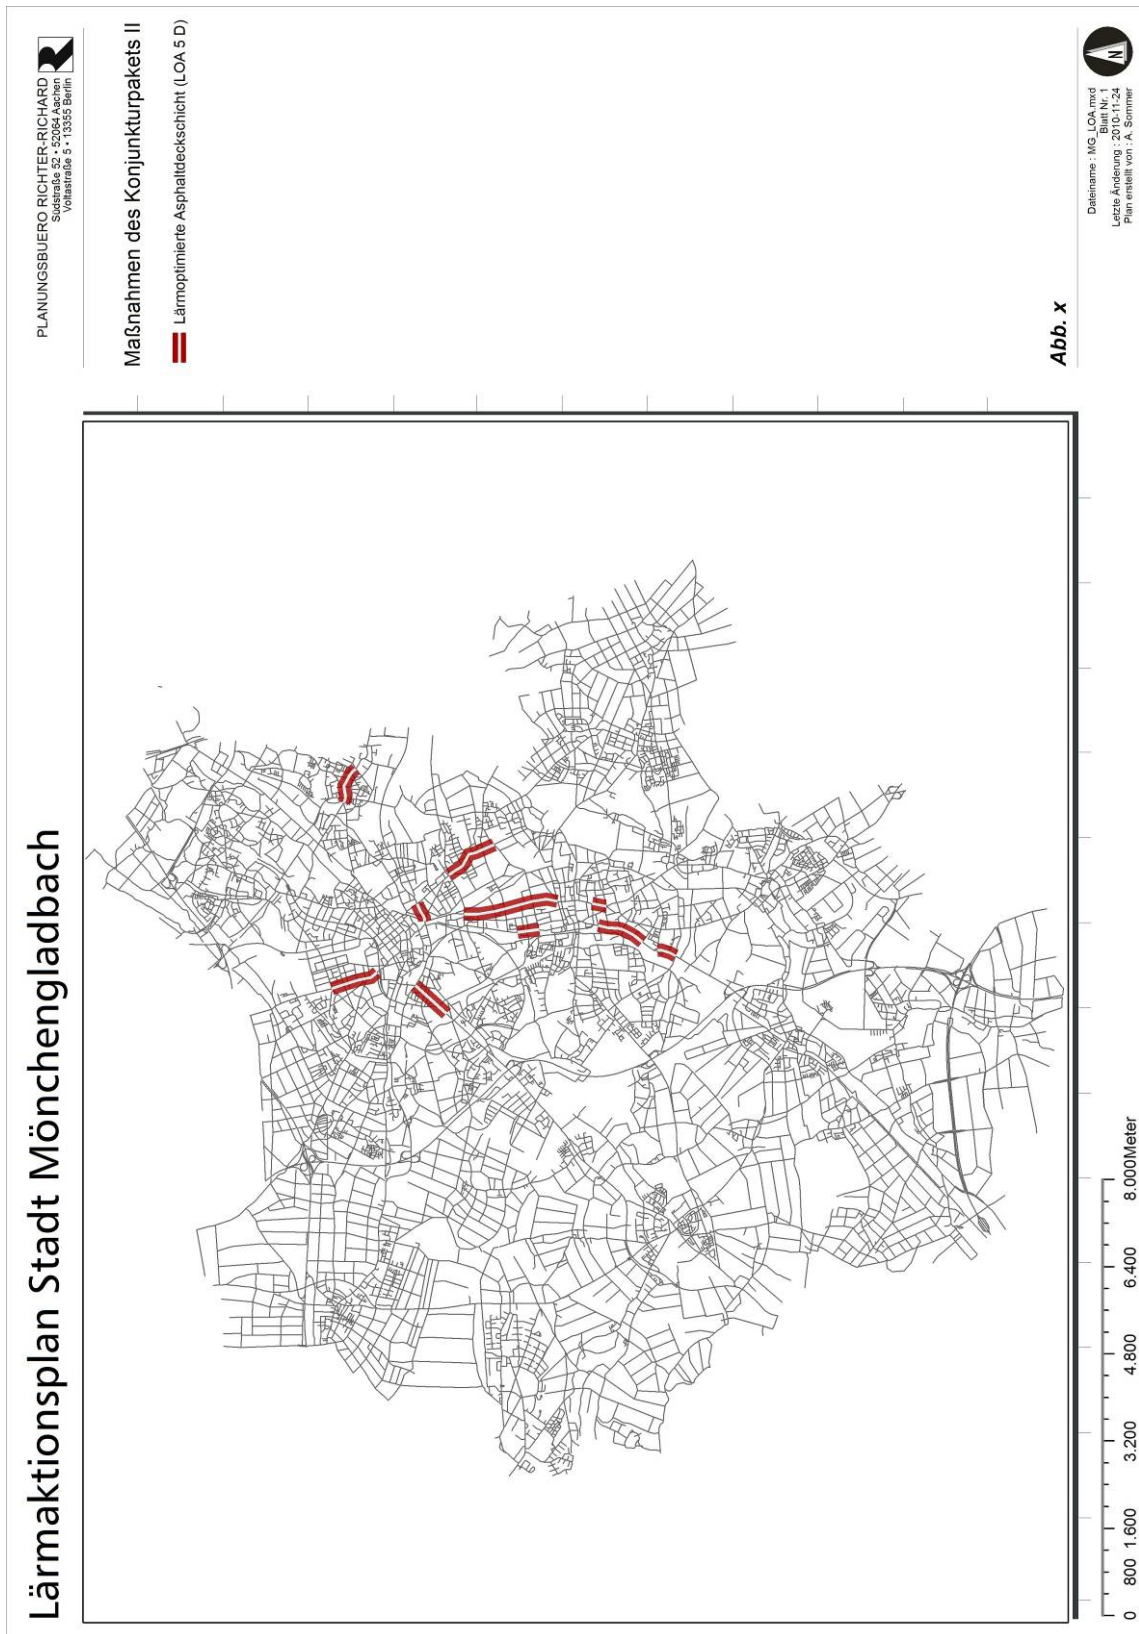 Lärmaktionsplan Stadt Mönchengladbach
PLANUNGSBUERO RICHTER-RICHARD
Südstraße 52 • 52064 Aachen
Voltastraße 5 • 13355 Berlin
R
Maßnahmen des Konjunkturpakets II
Lärmoptimierte Asphaltdeckschicht (LOA 5 D)
Abb. x
Dateiname : MG_LOA.mxd
Blatt Nr. 1
Letzte Änderung : 2010-11-24
Plan erstellt von : A. Sommer
N
0 800 1.600 3.200 4.800 6.400 8.000Meter